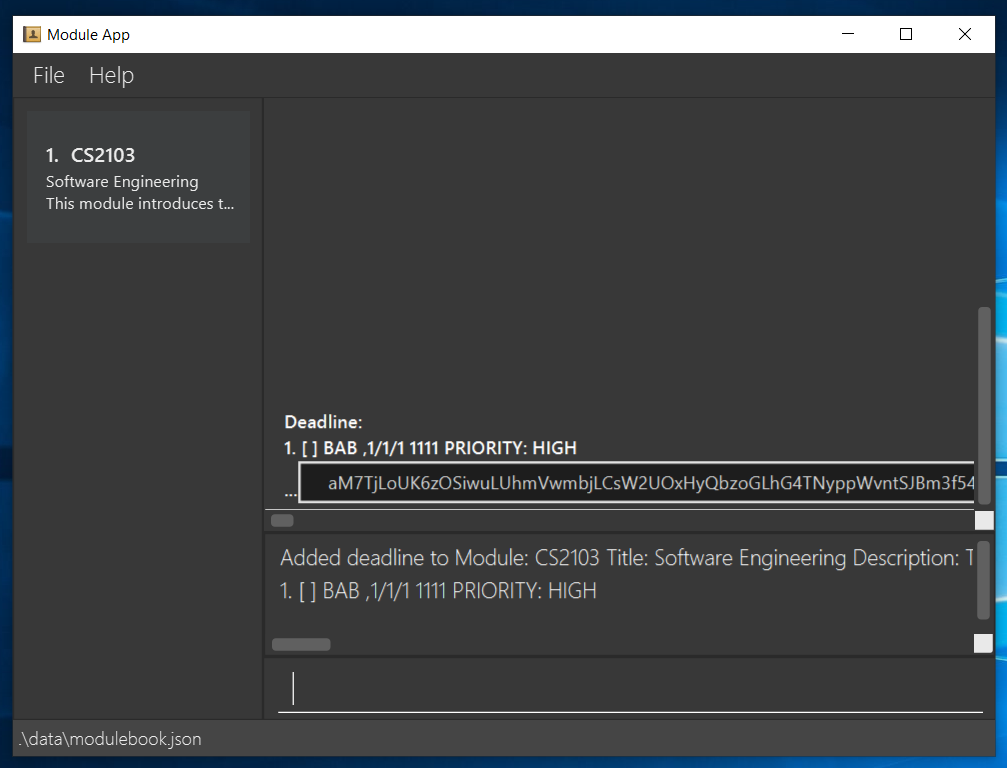 Module App
File Help
1. CS2103
Software Engineering
This module introduces t...
Deadline:
1. [ ] BAB ,1/1/1 1111 PRIORITY: HIGH
... aM7TjLoUK6zOSiwuLUhmVwmbjLCsW2UOxHyQbzoGLhG4TNyppWvntSJBm3f54
Added deadline to Module: CS2103 Title: Software Engineering Description: T
1. [ ] BAB ,1/1/1 1111 PRIORITY: HIGH
.\data\modulebook.json